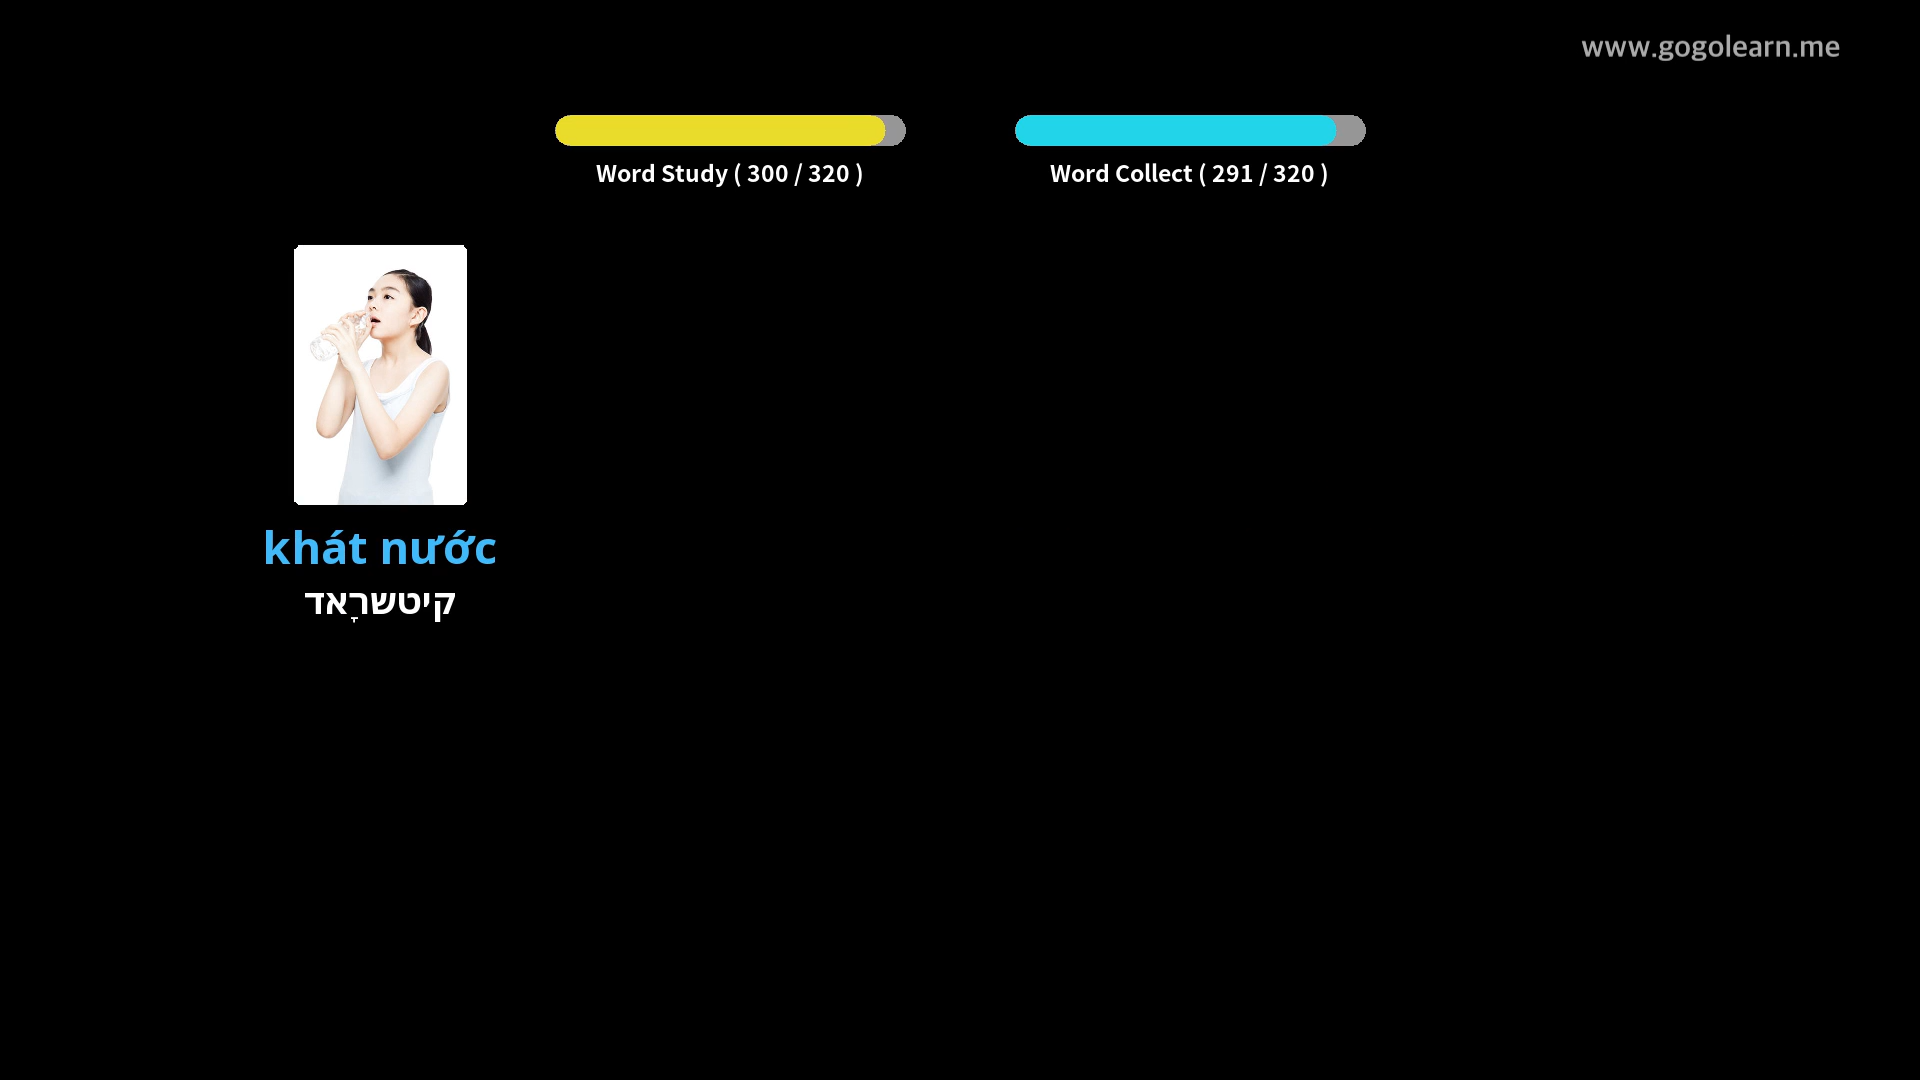 www.gogolearn.me
Word Study ( 300 / 320 )
Word Collect ( 291 / 320 )
khát nước
קיטשרָאד